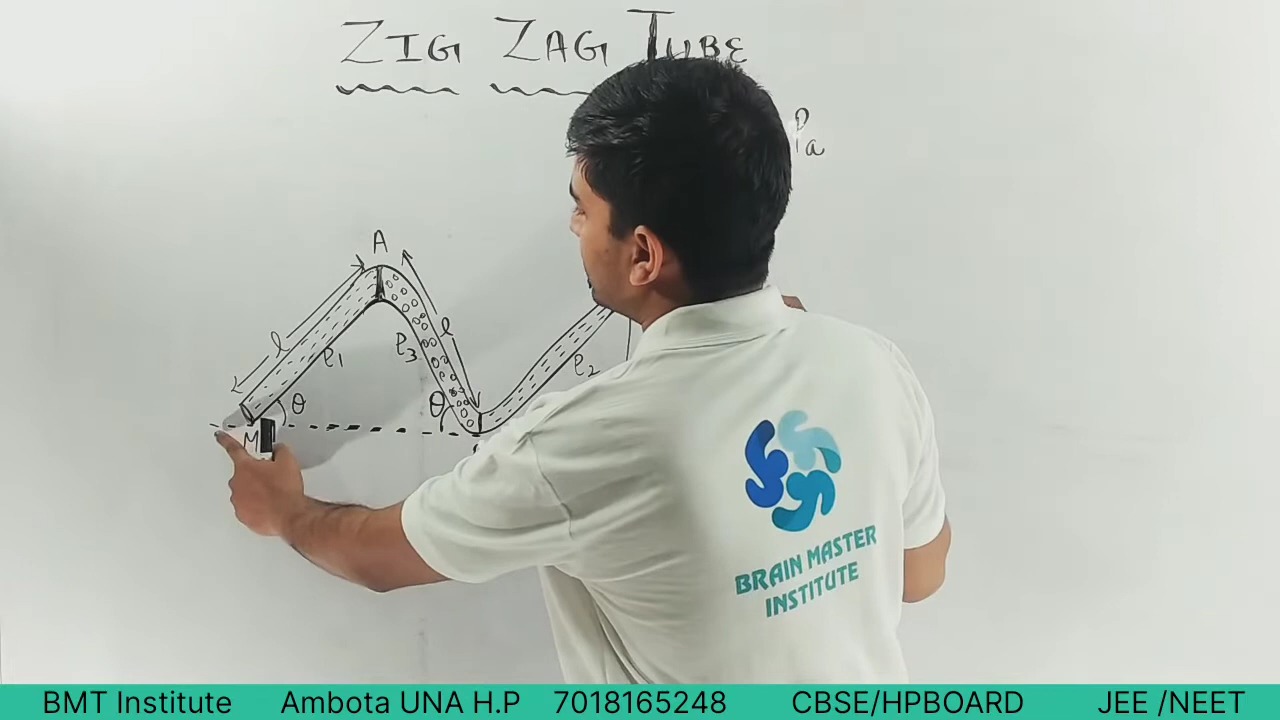 ZIG ZAG TUBE
Pa
A
l
l
ρ1
ρ3
ρ2
θ
θ
M
BRAIN MASTER
INSTITUTE
BMT Institute Ambota UNA H.P 7018165248 CBSE/HPBOARD JEE /NEET